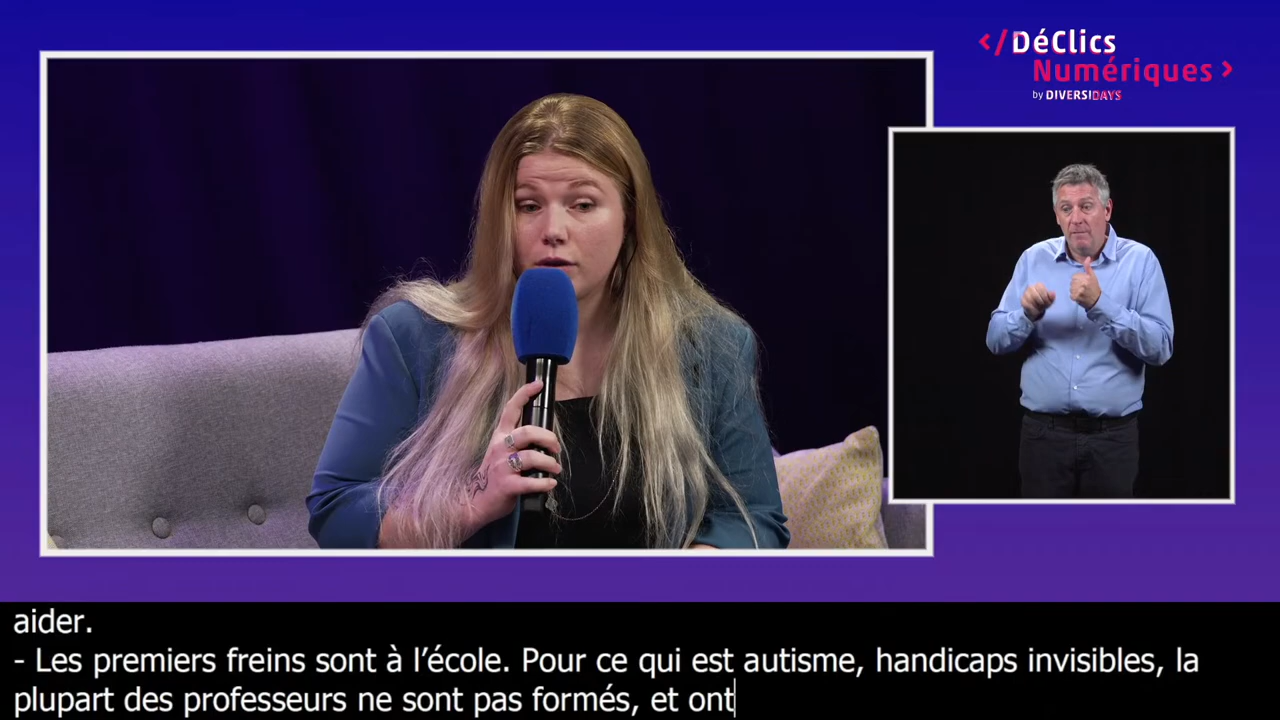 </DéClics
Numériques>
by DIVERSIDAYS
aider.
- Les premiers freins sont à l’école. Pour ce qui est autisme, handicaps invisibles, la
plupart des professeurs ne sont pas formés, et ont